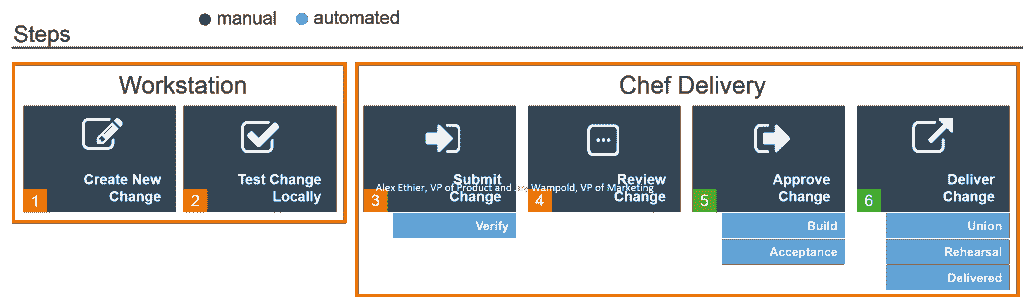 manual automated
Steps
Workstation
Create New
Change
1
Test Change
Locally
2
Chef Delivery
Submit
Change
3
Verify
Review
Change
4
Approve
Change
5
Build
Acceptance
Deliver
Change
6
Union
Rehearsal
Delivered
Alex Ethier, VP of Product and Wampold, VP of Marketing